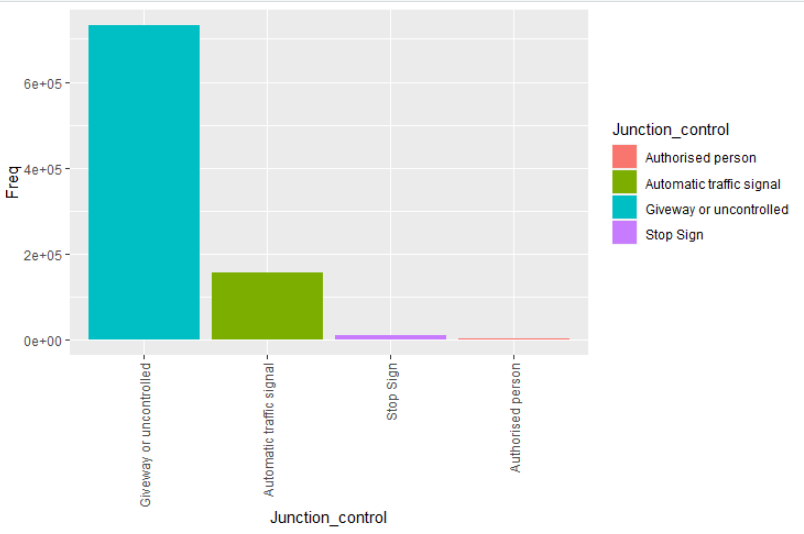 6e+05
4e+05
2e+05
0e+00
Freq
Giveway or uncontrolled
Automatic traffic signal
Stop Sign
Authorised person
Junction_control
Junction_control
Authorised person
Automatic traffic signal
Giveway or uncontrolled
Stop Sign